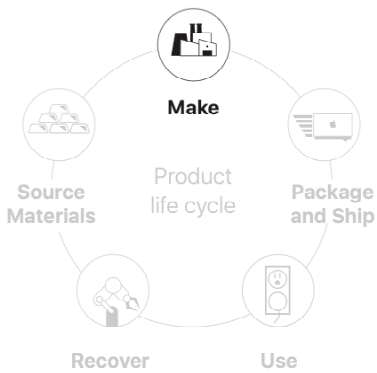 Make
Product
life cycle
Source
Materials
Package
and Ship
Recover
Use